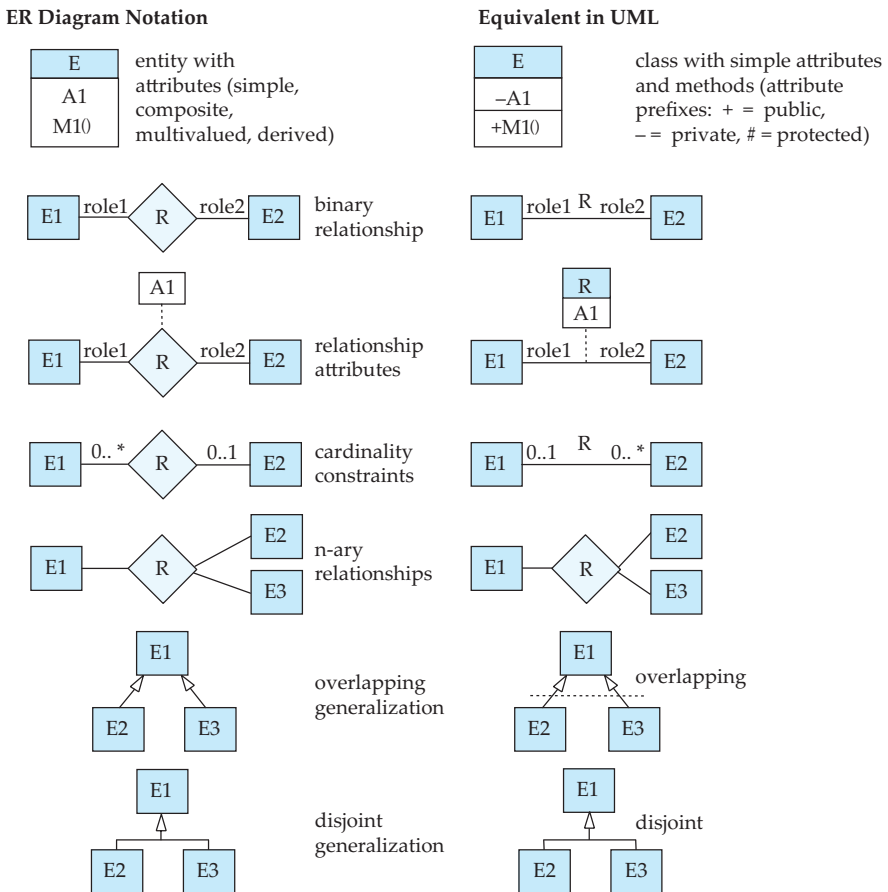 ER Diagram Notation
Equivalent in UML
E
A1
M1()
entity with
attributes (simple,
composite,
multivalued, derived)
E
–A1
+M1()
class with simple attributes
and methods (attribute
prefixes: + = public,
– = private, # = protected)
E1 role1 R role2 E2
binary
relationship
E1 role1 R role2 E2
A1
E1 role1 R role2 E2
relationship
attributes
R
A1
E1 role1 role2 E2
E1 0.. * R 0..1 E2
cardinality
constraints
E1 0..1 R 0.. * E2
E1 R E2
E3
n-ary
relationships
E1 R E2
E3
E1
E2 E3
overlapping
generalization
E1
E2 E3
overlapping
E1
E2 E3
disjoint
generalization
E1
E2 E3
disjoint